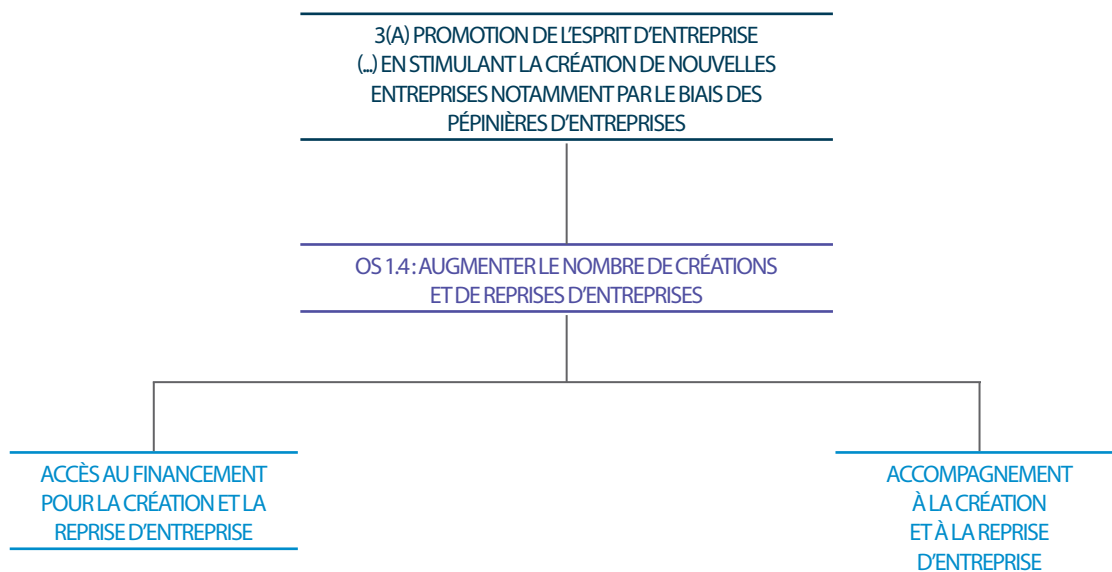 3(A) PROMOTION DE L’ESPRIT D’ENTREPRISE
(...) EN STIMULANT LA CRÉATION DE NOUVELLES
ENTREPRISES NOTAMMENT PAR LE BIAIS DES
PÉPINIÈRES D’ENTREPRISES
OS 1.4 : AUGMENTER LE NOMBRE DE CRÉATIONS
ET DE REPRISES D’ENTREPRISES
ACCÈS AU FINANCEMENT
POUR LA CRÉATION ET LA
REPRISE D’ENTREPRISE
ACCOMPAGNEMENT
À LA CRÉATION
ET À LA REPRISE
D’ENTREPRISE